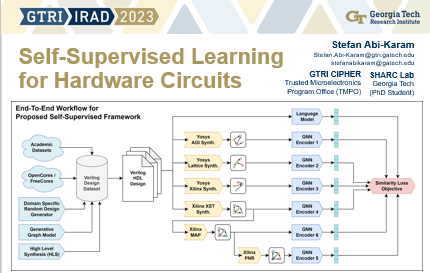 GTRI IRAD 2023
Georgia Tech
Research Institute
Self-Supervised Learning
for Hardware Circuits
Stefan Abi-Karam
Stefan.Abi-Karam@gtri.gatech.edu
stefanabikaram@gatech.edu
GTRI CIPHER
Trusted Microelectronics
Program Office (TMPO)
SHARC Lab
Georgia Tech
(PhD Student)
End-To-End Workflow for
Proposed Self-Supervised Framework
Academic
Datasets
OpenCores /
FreeCores
Domain Specific
Random Design
Generator
Generative
Graph Model
High Level
Synthesis (HLS)
Verilog
Design
Dataset
Verilog
HDL
Design
Language
Model
Yosys
AQI Synth.
GNN
Encoder 1
Yosys
Lattice Synth.
GNN
Encoder 2
Yosys
Xilinx Synth.
GNN
Encoder 3
Xilinx XST
Synth.
GNN
Encoder 4
Xilinx
MAP
GNN
Encoder 6
Xilinx
PNR
GNN
Encoder 5
Similarity Loss
Objective